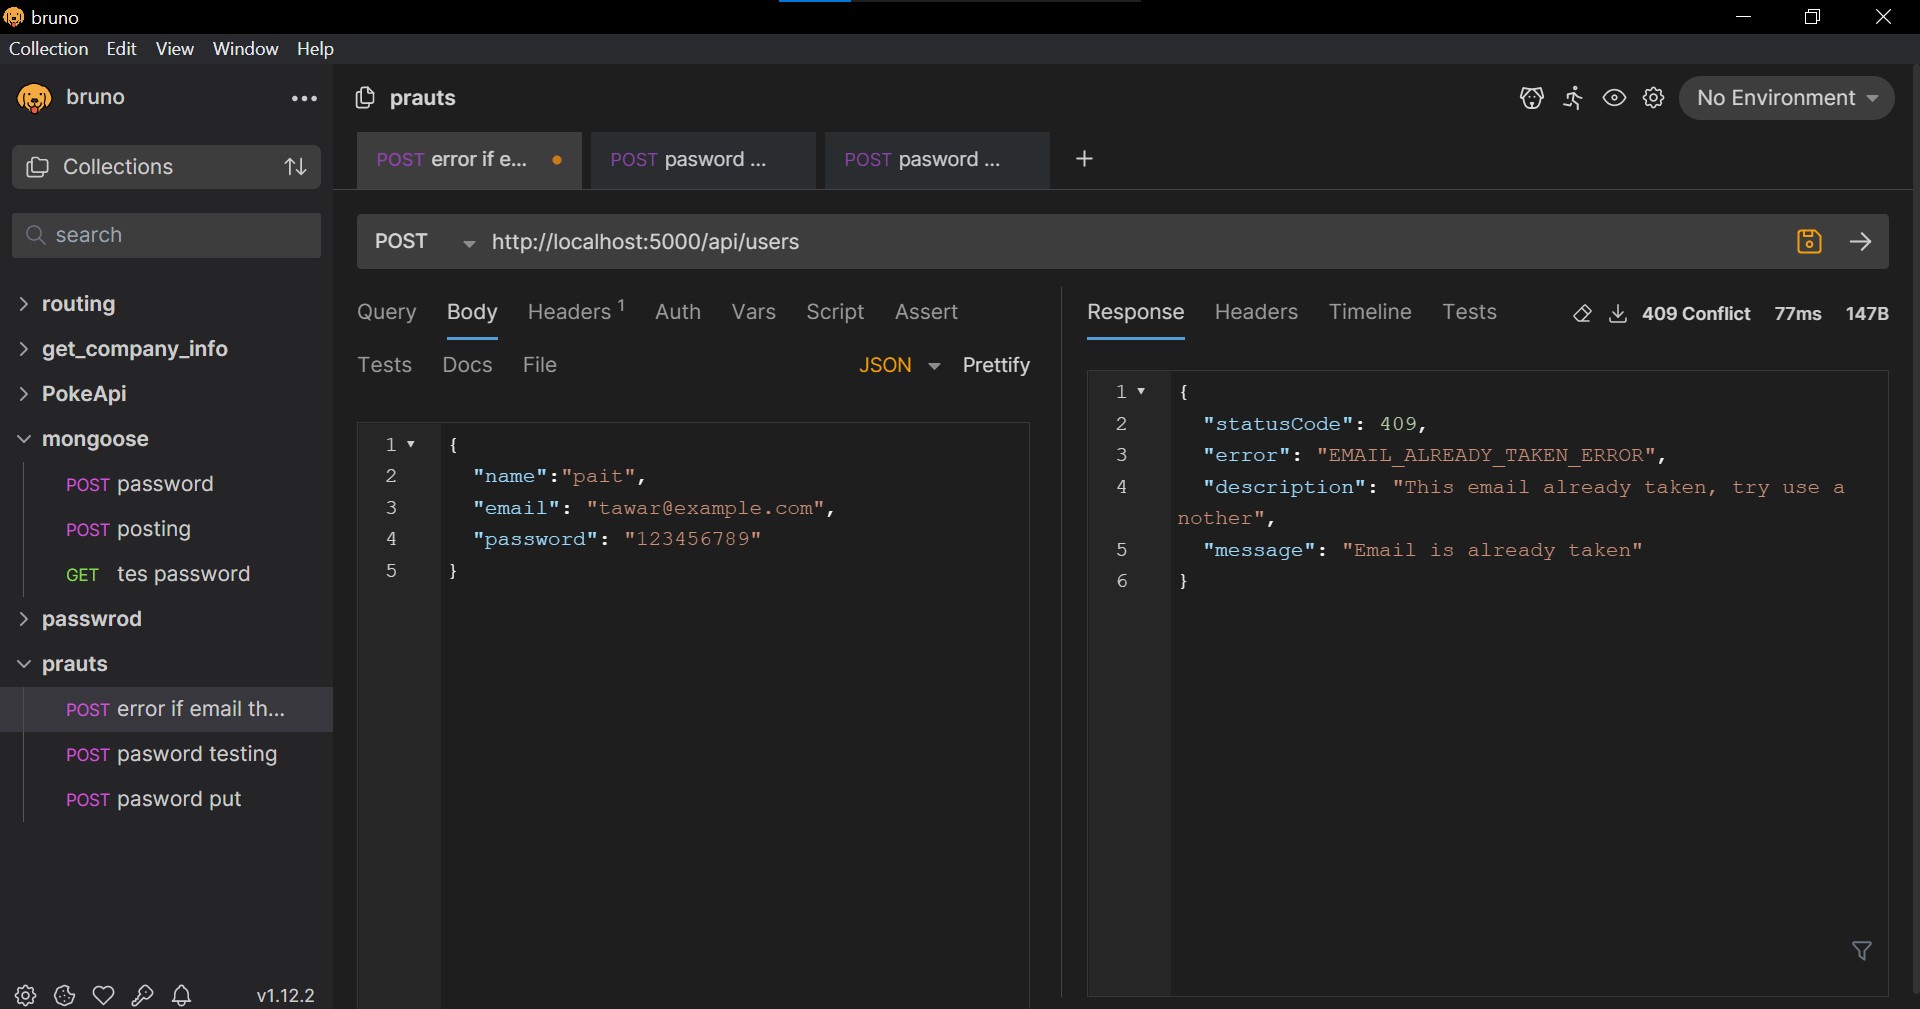 bruno
Collection Edit View Window Help
bruno
Collections
search
routing
get_company_info
PokeApi
mongoose
POST password
POST posting
GET tes password
passwrod
prauts
POST error if email th...
POST pasword testing
POST pasword put
v1.12.2
prauts
No Environment
POST error if e...
POST pasword ...
POST pasword ...
POST http://localhost:5000/api/users
Query Body Headers 1 Auth Vars Script Assert
Tests Docs File JSON Prettify
1 {
2 "name":"pait",
3 "email": "tawar@example.com",
4 "password": "123456789"
5 }
Response Headers Timeline Tests 409 Conflict 77ms 147B
1 {
2 "statusCode": 409,
3 "error": "EMAIL_ALREADY_TAKEN_ERROR",
4 "description": "This email already taken, try use a
nother",
5 "message": "Email is already taken"
6 }